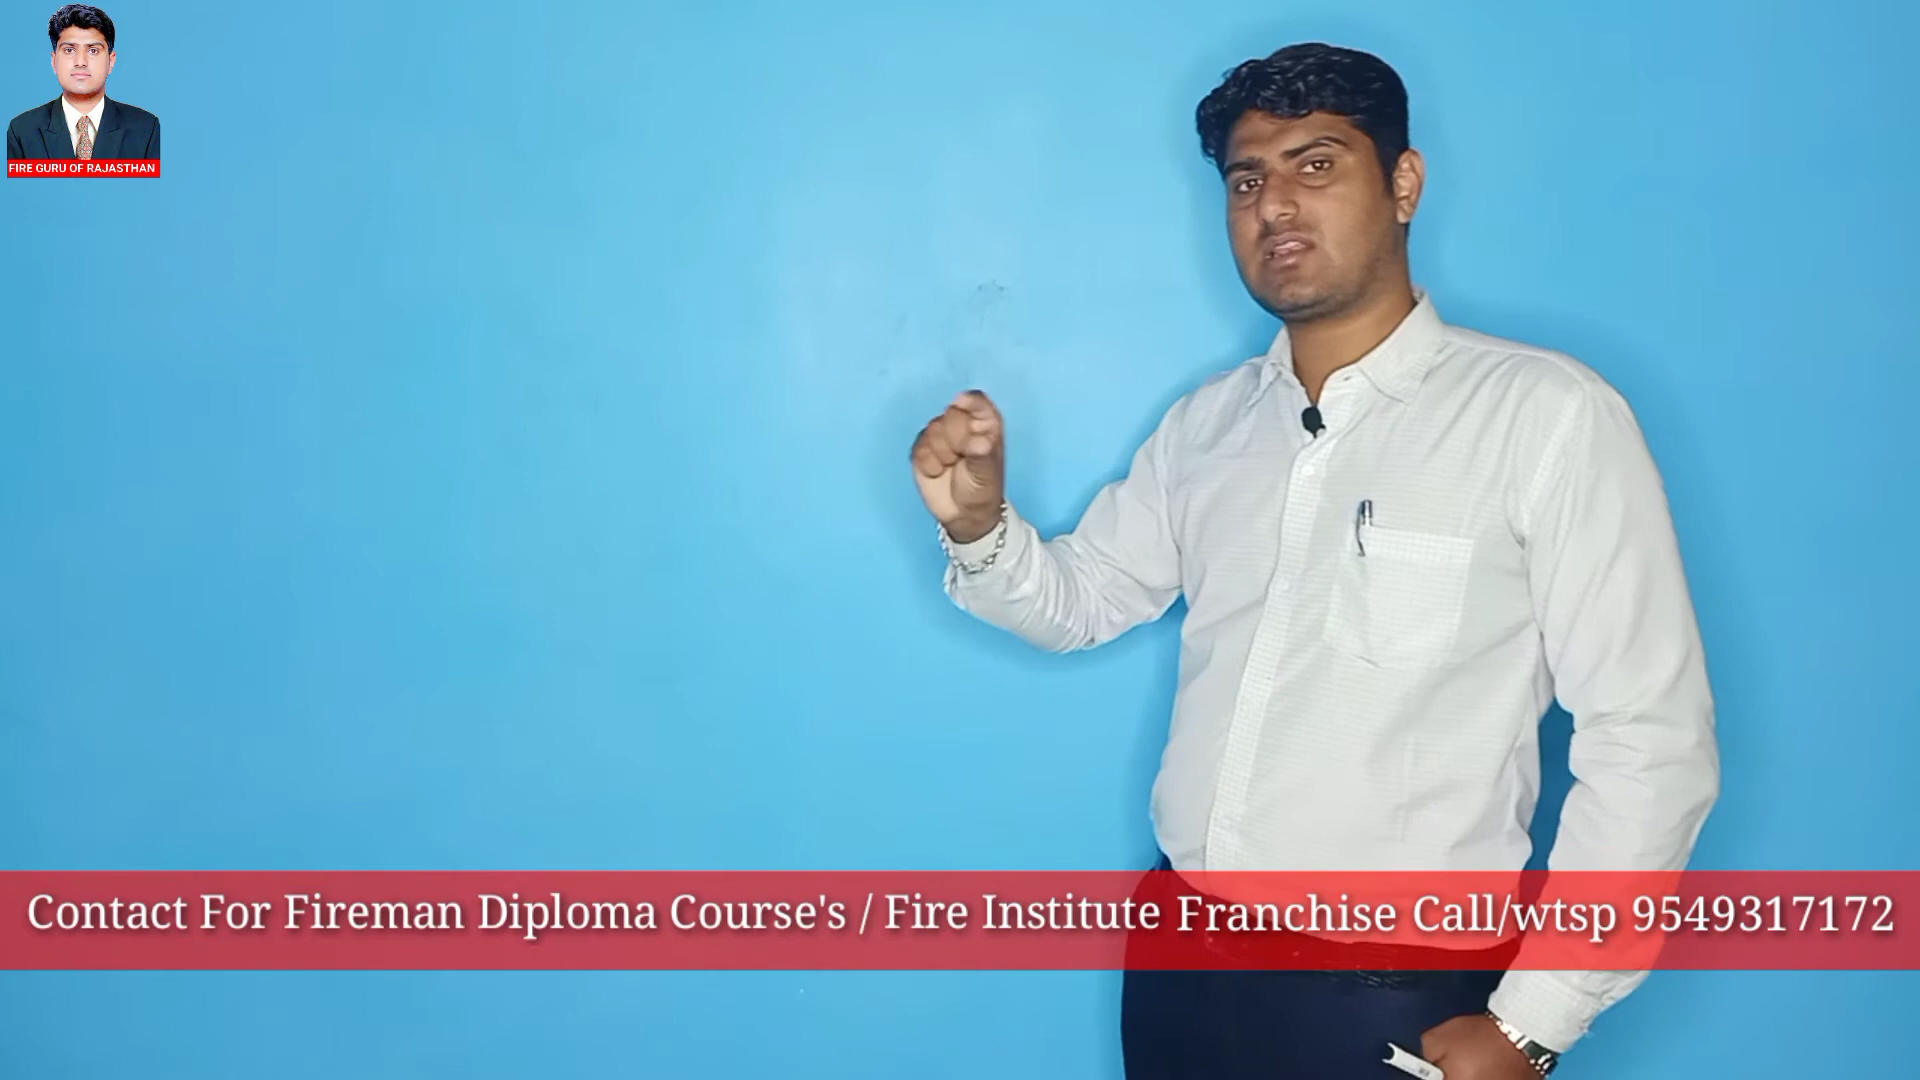 FIRE GURU OF RAJASTHAN
Contact For Fireman Diploma Course's / Fire Institute Franchise Call/wtsp 9549317172